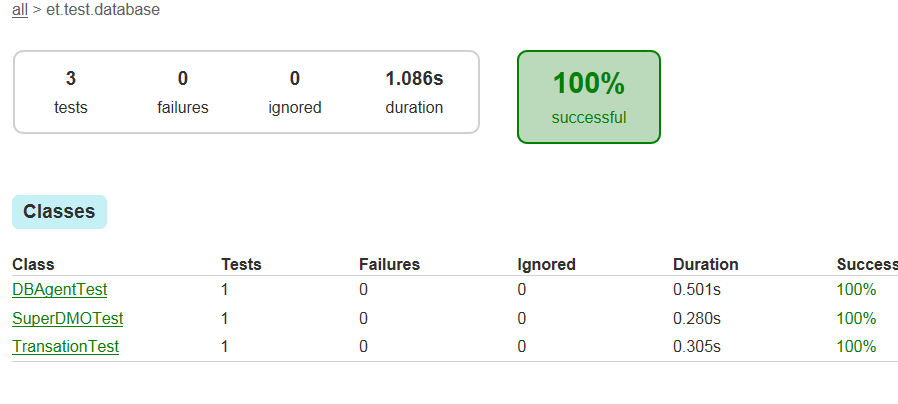 all > et.test.database
3 0 0 1.086s 100%
tests failures ignored duration successful
Classes
Class Tests Failures Ignored Duration Success
DBAgentTest 1 0 0 0.501s 100%
SuperDMOTest 1 0 0 0.280s 100%
TransationTest 1 0 0 0.305s 100%